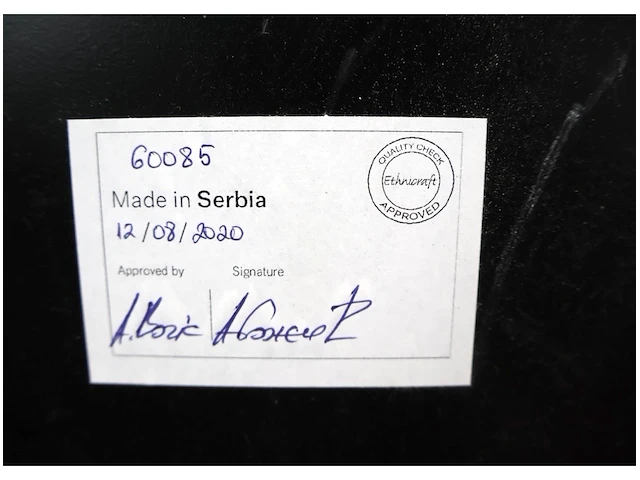 60085
QUALITY CHECK
Ethnicraft
APPROVED
Made in Serbia
12/08/2020
Approved by Signature